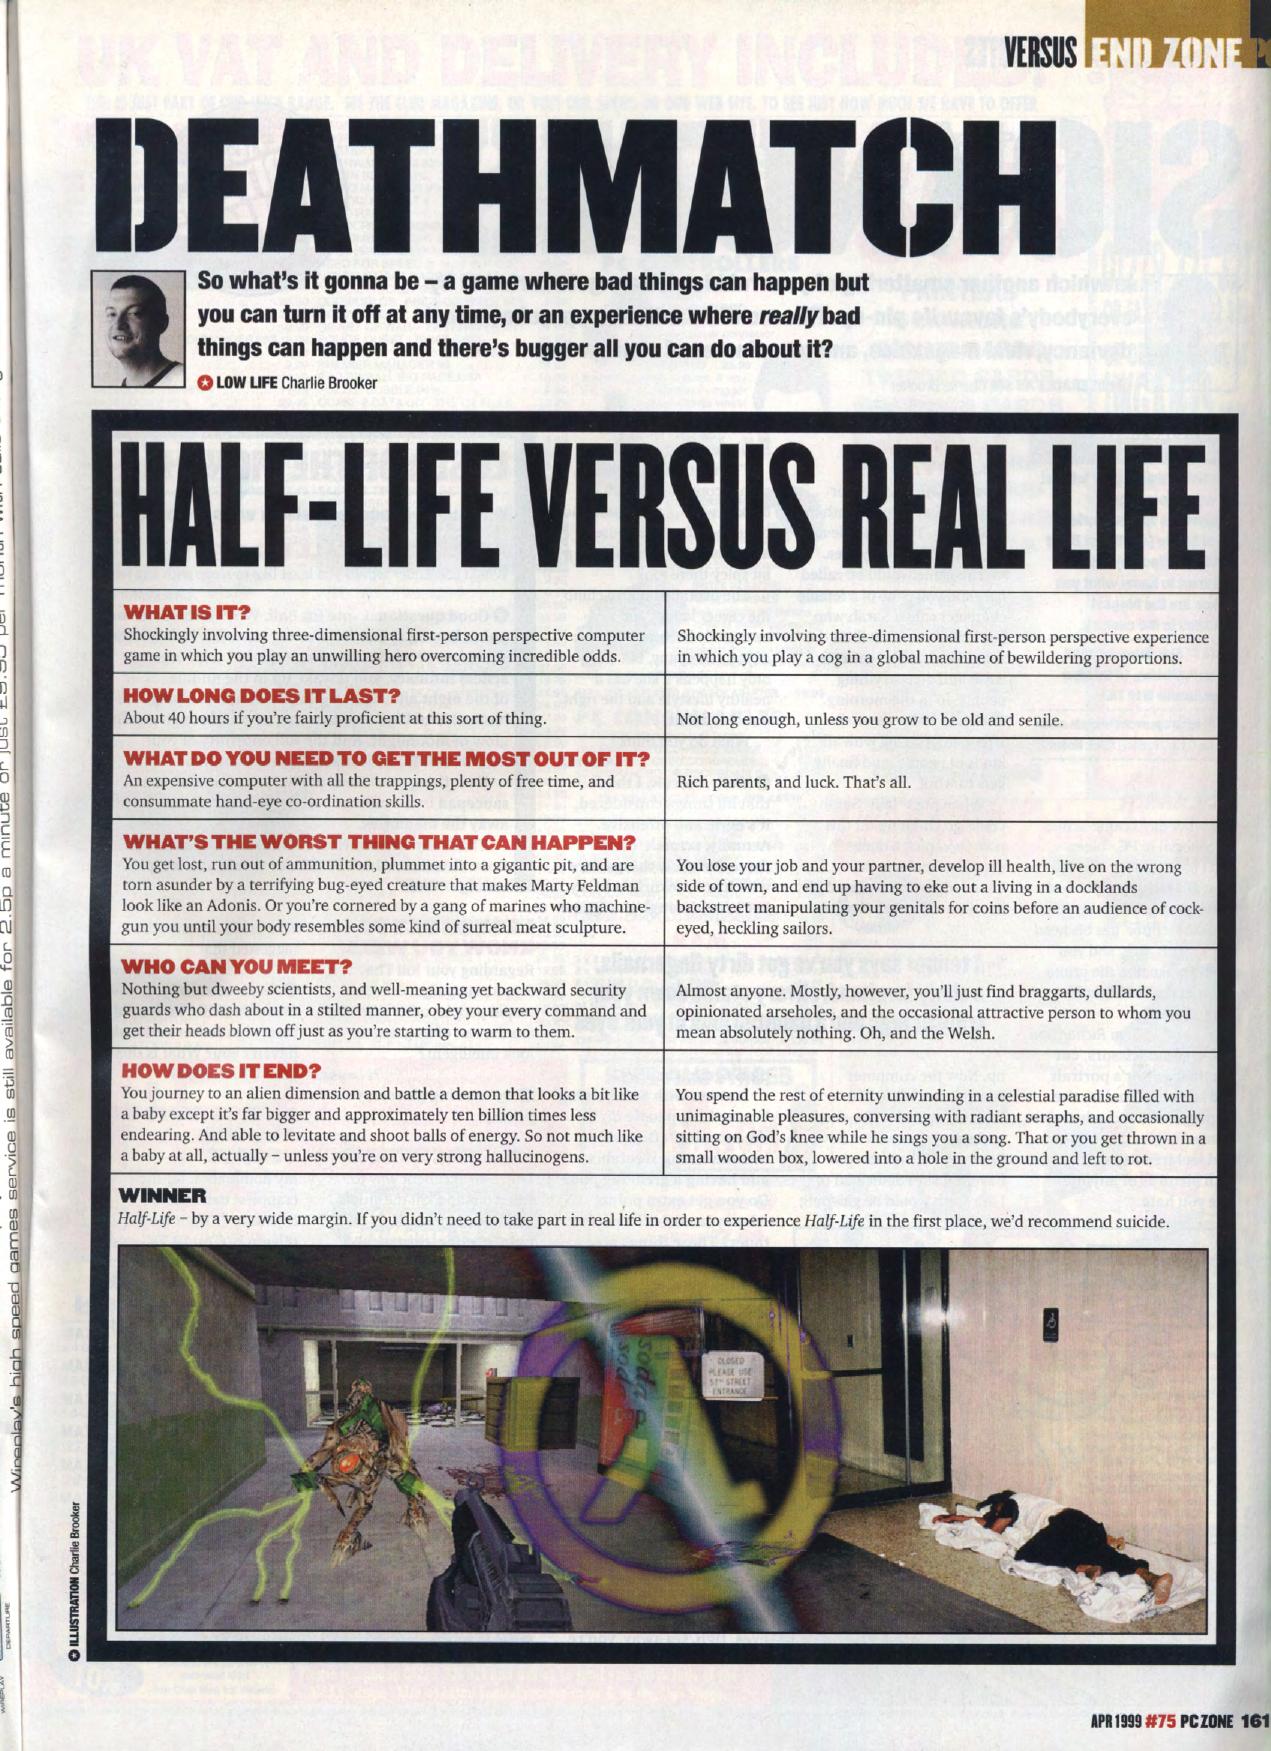 VERSUS END ZONE
DEATHMATCH
So what's it gonna be – a game where bad things can happen but
you can turn it off at any time, or an experience where really bad
things can happen and there's bugger all you can do about it?
LOW LIFE Charlie Brooker
HALF-LIFE VERSUS REAL LIFE
WHAT IS IT?
Shockingly involving three-dimensional first-person perspective computer
game in which you play an unwilling hero overcoming incredible odds.
Shockingly involving three-dimensional first-person perspective experience
in which you play a cog in a global machine of bewildering proportions.
HOW LONG DOES IT LAST?
About 40 hours if you're fairly proficient at this sort of thing.
Not long enough, unless you grow to be old and senile.
WHAT DO YOU NEED TO GET THE MOST OUT OF IT?
An expensive computer with all the trappings, plenty of free time, and
consummate hand-eye co-ordination skills.
Rich parents, and luck. That's all.
WHAT'S THE WORST THING THAT CAN HAPPEN?
You get lost, run out of ammunition, plummet into a gigantic pit, and are
torn asunder by a terrifying bug-eyed creature that makes Marty Feldman
look like an Adonis. Or you're cornered by a gang of marines who machine-
gun you until your body resembles some kind of surreal meat sculpture.
You lose your job and your partner, develop ill health, live on the wrong
side of town, and end up having to eke out a living in a docklands
backstreet manipulating your genitals for coins before an audience of cock-
eyed, heckling sailors.
WHO CAN YOU MEET?
Nothing but dweeby scientists, and well-meaning yet backward security
guards who dash about in a stilted manner, obey your every command and
get their heads blown off just as you're starting to warm to them.
Almost anyone. Mostly, however, you'll just find braggarts, dullards,
opinionated arseholes, and the occasional attractive person to whom you
mean absolutely nothing. Oh, and the Welsh.
HOW DOES IT END?
You journey to an alien dimension and battle a demon that looks a bit like
a baby except it's far bigger and approximately ten billion times less
endearing. And able to levitate and shoot balls of energy. So not much like
a baby at all, actually – unless you're on very strong hallucinogens.
You spend the rest of eternity unwinding in a celestial paradise filled with
unimaginable pleasures, conversing with radiant seraphs, and occasionally
sitting on God's knee while he sings you a song. That or you get thrown in a
small wooden box, lowered into a hole in the ground and left to rot.
WINNER
Half-Life – by a very wide margin. If you didn't need to take part in real life in order to experience Half-Life in the first place, we'd recommend suicide.
CLOSED
PLEASE USE
ENTRANCE
ILLUSTRATION Charlie Brooker
APR 1999 #75 PC ZONE 161
Wireplay's high speed games service is still available for 2.5p a minute or just £9.95 per month
DEPARTURE